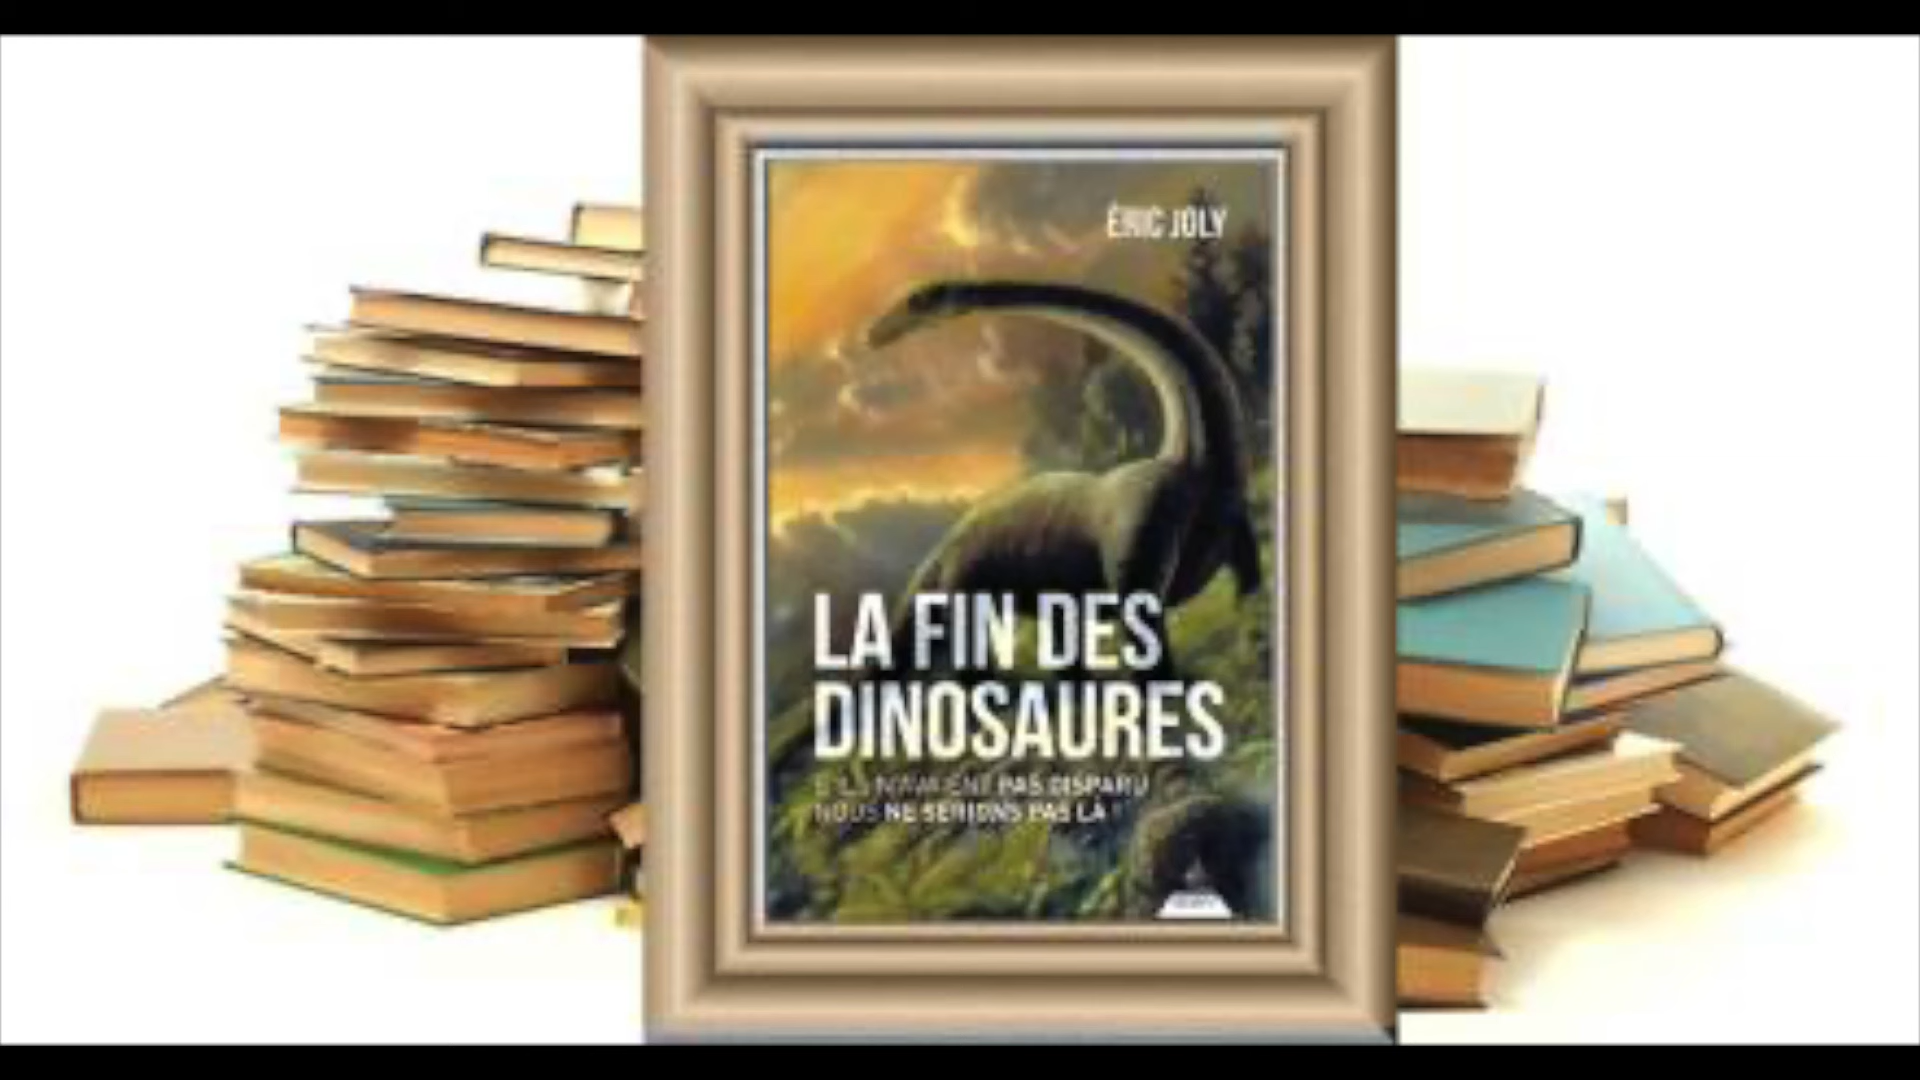 ÉRIC JOLY
LA FIN DES
DINOSAURES
S'ILS N'AVAIENT PAS DISPARU
NOUS NE SERIONS PAS LÀ !